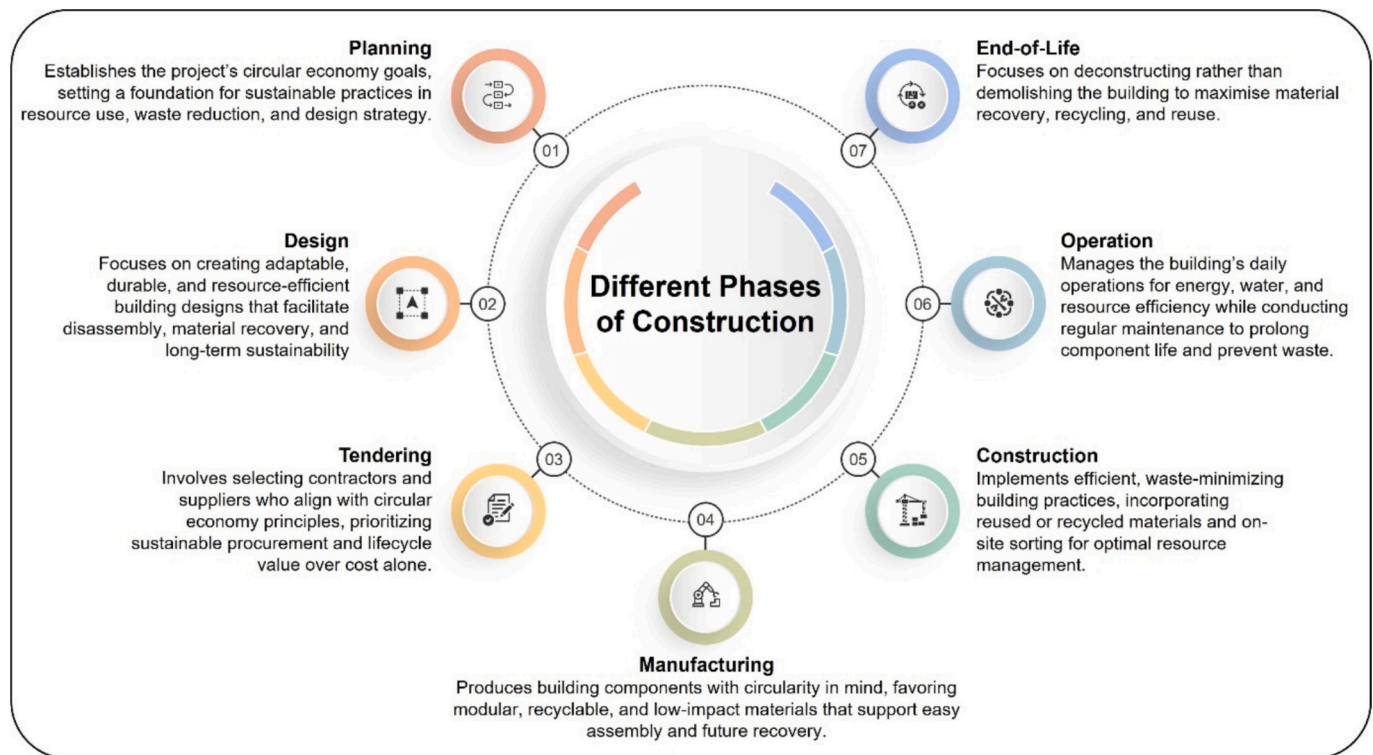 Planning
Establishes the project's circular economy goals,
setting a foundation for sustainable practices in
resource use, waste reduction, and design strategy.
01
Design
Focuses on creating adaptable,
durable, and resource-efficient
building designs that facilitate
disassembly, material recovery, and
long-term sustainability
02
Tendering
Involves selecting contractors and
suppliers who align with circular
economy principles, prioritizing
sustainable procurement and lifecycle
value over cost alone.
03
04
Manufacturing
Produces building components with circularity in mind, favoring
modular, recyclable, and low-impact materials that support easy
assembly and future recovery.
05
Construction
Implements efficient, waste-minimizing
building practices, incorporating
reused or recycled materials and on-
site sorting for optimal resource
management.
06
Operation
Manages the building's daily
operations for energy, water, and
resource efficiency while conducting
regular maintenance to prolong
component life and prevent waste.
07
End-of-Life
Focuses on deconstructing rather than
demolishing the building to maximise material
recovery, recycling, and reuse.
Different Phases
of Construction